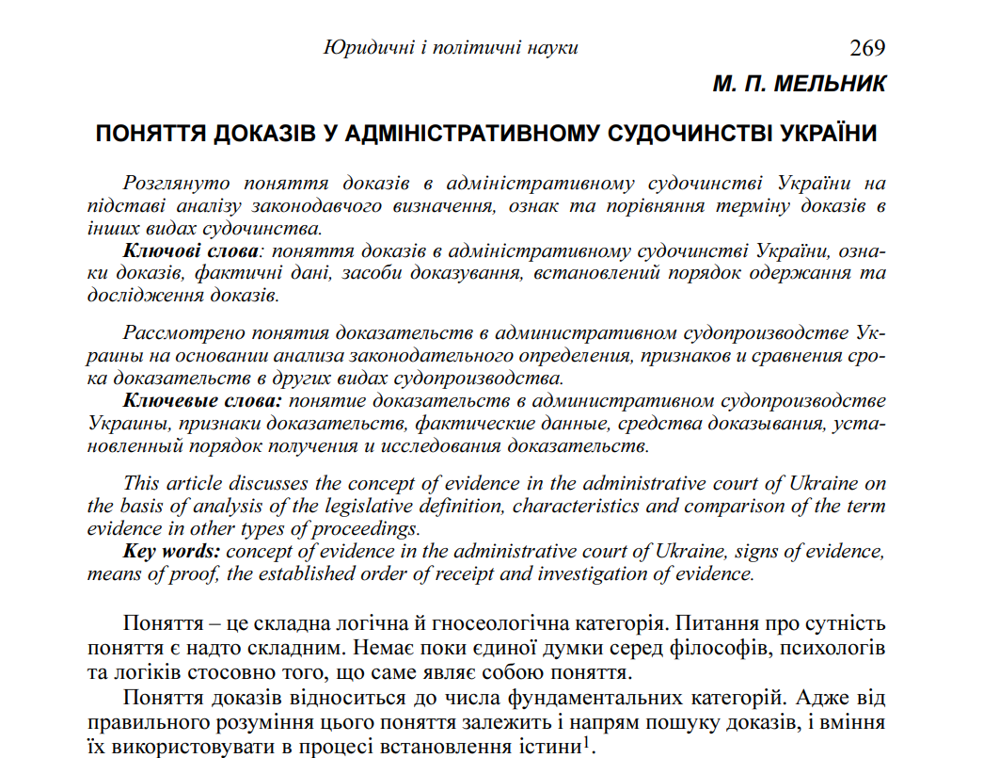 Юридичні і політичні науки 269
М. П. МЕЛЬНИК
ПОНЯТТЯ ДОКАЗІВ У АДМІНІСТРАТИВНОМУ СУДОЧИНСТВІ УКРАЇНИ
Розглянуто поняття доказів в адміністративному судочинстві України на
підставі аналізу законодавчого визначення, ознак та порівняння терміну доказів в
інших видах судочинства.
Ключові слова: поняття доказів в адміністративному судочинстві України, озна-
ки доказів, фактичні дані, засоби доказування, встановлений порядок одержання та
дослідження доказів.
Рассмотрено понятия доказательств в административном судопроизводстве Ук-
раины на основании анализа законодательного определения, признаков и сравнения сро-
ка доказательств в других видах судопроизводства.
Ключевые слова: понятие доказательств в административном судопроизводстве
Украины, признаки доказательств, фактические данные, средства доказывания, уста-
новленный порядок получения и исследования доказательств.
This article discusses the concept of evidence in the administrative court of Ukraine on
the basis of analysis of the legislative definition, characteristics and comparison of the term
evidence in other types of proceedings.
Key words: concept of evidence in the administrative court of Ukraine, signs of evidence,
means of proof, the established order of receipt and investigation of evidence.
Поняття – це складна логічна й гносеологічна категорія. Питання про сутність
поняття є надто складним. Немає поки єдиної думки серед філософів, психологів
та логіків стосовно того, що саме являє собою поняття.
Поняття доказів відноситься до числа фундаментальних категорій. Адже від
правильного розуміння цього поняття залежить і напрям пошуку доказів, і вміння
їх використовувати в процесі встановлення істини1.